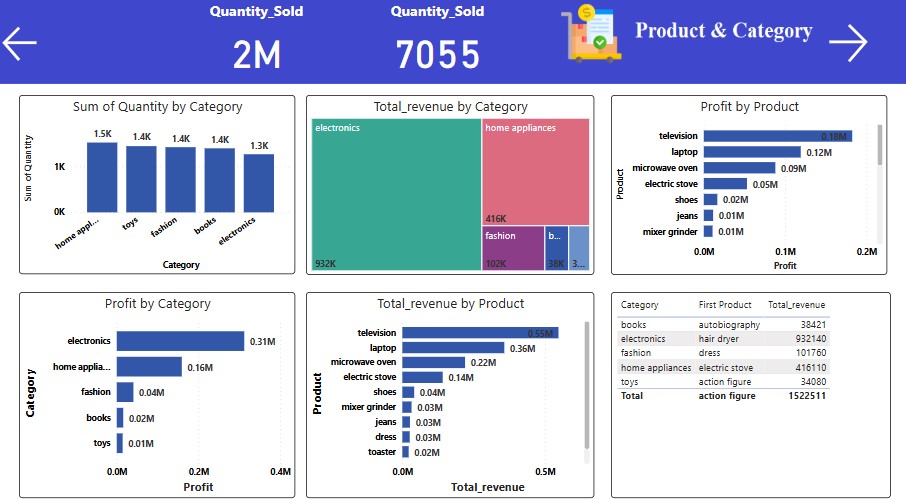 Quantity_Sold
2M
Quantity_Sold
7055
Product & Category
Sum of Quantity by Category
Sum of Quantity
1K
0K
1.5K
1.4K
1.4K
1.4K
1.3K
home appl...
toys
fashion
books
electronics
Category
Total_revenue by Category
electronics
932K
home appliances
416K
fashion
102K
b...
38K
3...
Profit by Product
Product
television 0.18M
laptop 0.12M
microwave oven 0.09M
electric stove 0.05M
shoes 0.02M
jeans 0.01M
mixer grinder 0.01M
0.0M 0.1M 0.2M
Profit
Profit by Category
Category
electronics 0.31M
home applia... 0.16M
fashion 0.04M
books 0.02M
toys 0.01M
0.0M 0.2M 0.4M
Profit
Total_revenue by Product
Product
television 0.55M
laptop 0.36M
microwave oven 0.22M
electric stove 0.14M
shoes 0.04M
mixer grinder 0.03M
jeans 0.03M
dress 0.03M
toaster 0.02M
0.0M 0.5M
Total_revenue
Category First Product Total_revenue
books autobiography 38421
electronics hair dryer 932140
fashion dress 101760
home appliances electric stove 416110
toys action figure 34080
Total action figure 1522511